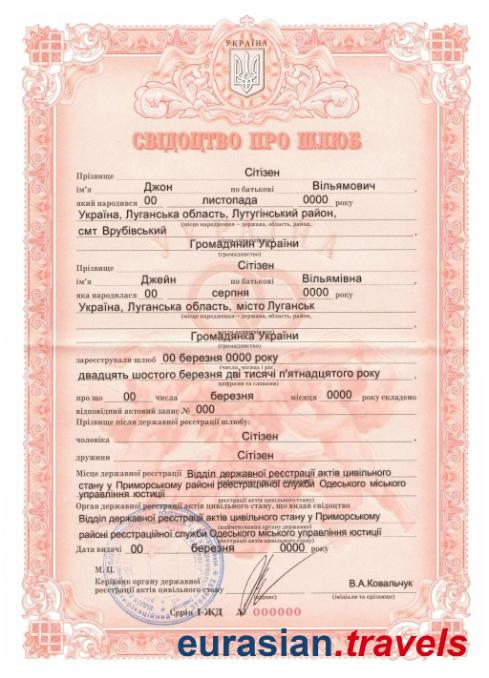 УКРАЇНА
СВІДОЦТВО ПРО ШЛЮБ
Прізвище Сітізен
ім'я Джон по батькові Вільямович
який народився 00 листопада 0000 року
Україна, Луганська область, Лутугінський район,
(місце народження – держава, область, район,
смт Врубівський
Громадянин України
(громадянство)
Прізвище Сітізен
ім'я Джейн по батькові Вільямівна
яка народилася 00 серпня 0000 року
Україна, Луганська область, місто Луганськ
(місце народження – держава, область, район,
Громадянка України
(громадянство)
зареєстрували шлюб 00 березня 0000 року
(число, місяць і рік
двадцять шостого березня дві тисячі п'ятнадцятого року
цифрами та словами)
про що 00 числа березня місяця 0000 року складено
відповідний актовий запис № 000
Прізвище після державної реєстрації шлюбу:
чоловіка Сітізен
дружини Сітізен
Місце державної реєстрації Відділ державної реєстрації актів цивільного
стану у Приморському районі реєстраційної служби Одеського міського
управління юстиції
реєстрації актів цивільного стану)
Орган державної реєстрації актів цивільного стану, що видав свідоцтво
Відділ державної реєстрації актів цивільного стану у Приморському
(найменування органу державної
районі реєстраційної служби Одеського міського управління юстиції
реєстрації актів цивільного стану)
Дата видачі 00 березня 0000 року
М. П.
Керівник органу державної
реєстрації актів цивільного стану В.А.Ковальчук
(підпис) (ініціали та прізвище)
Серія І-ЖД № 000000
eurasian.travels